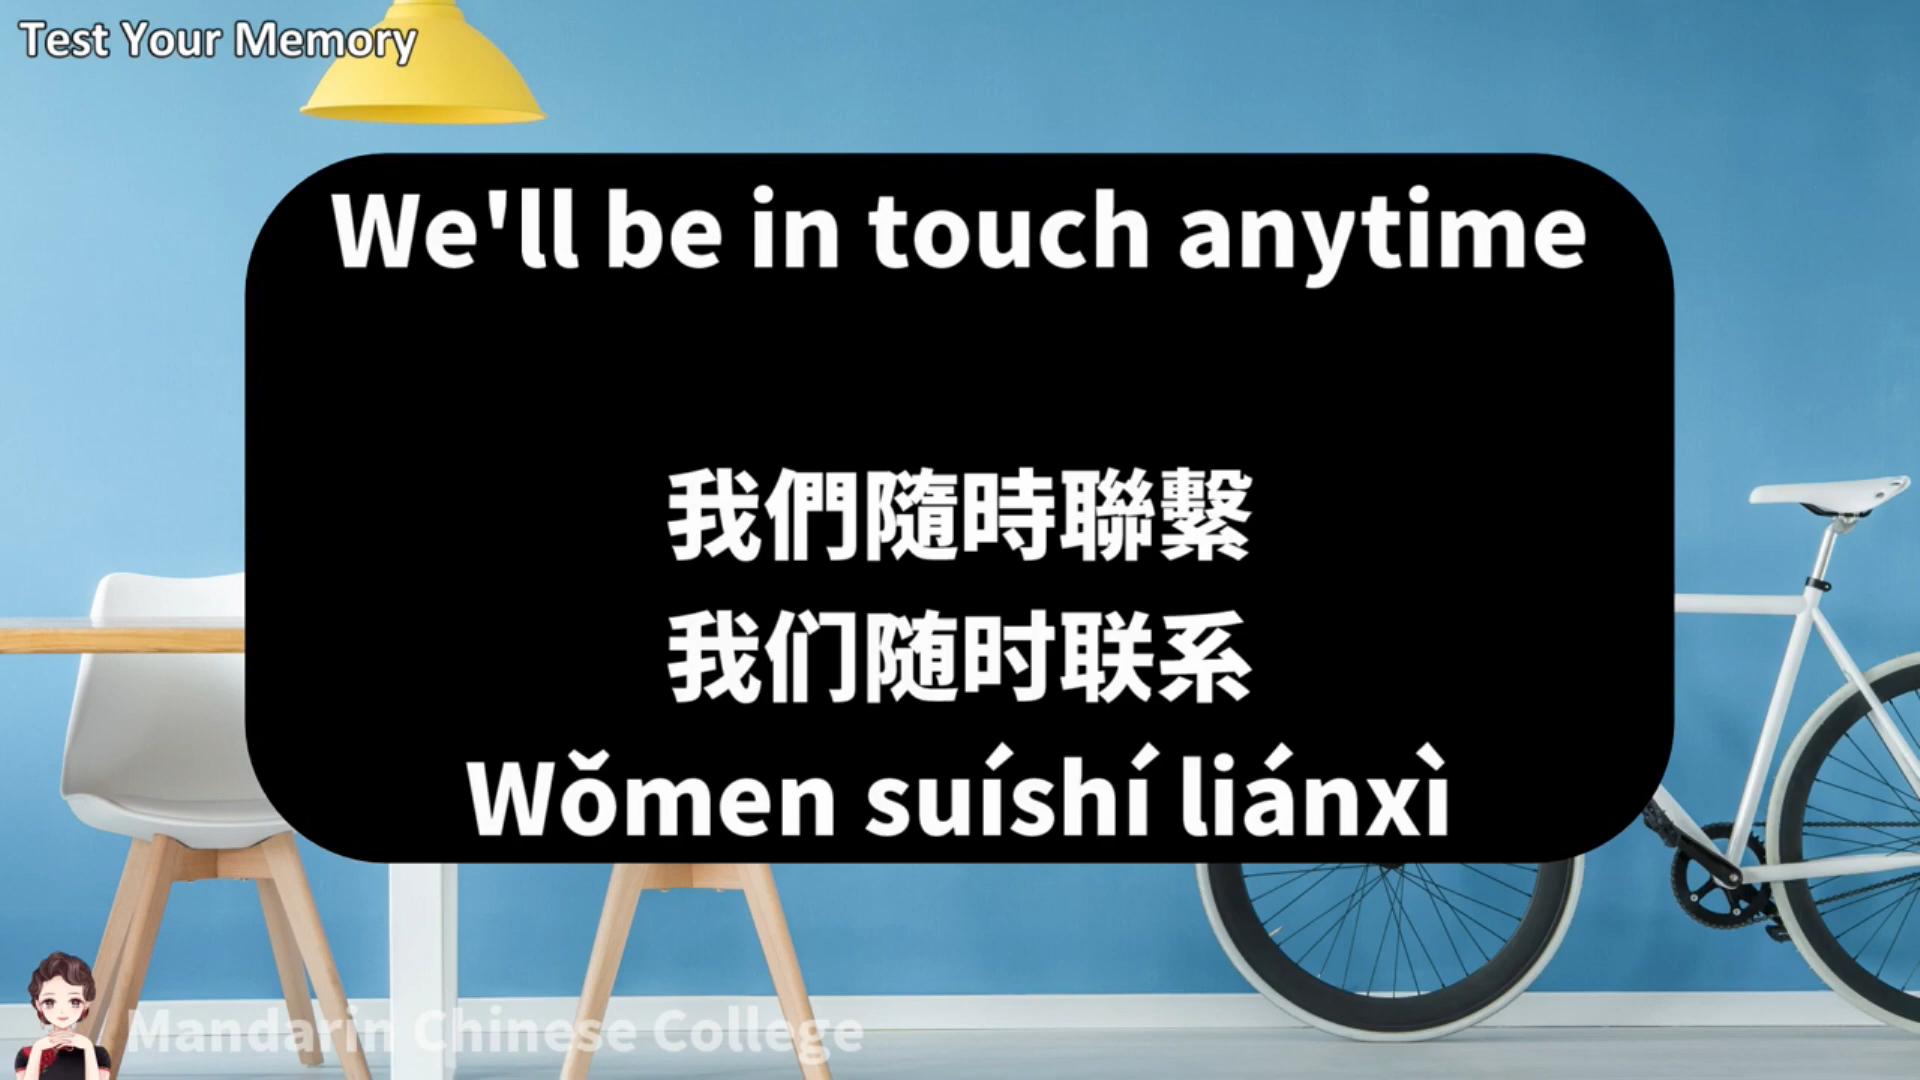 Test Your Memory
We'll be in touch anytime
我們隨時聯繫
我们随时联系
Wǒmen suíshí liánxì
Mandarin Chinese College